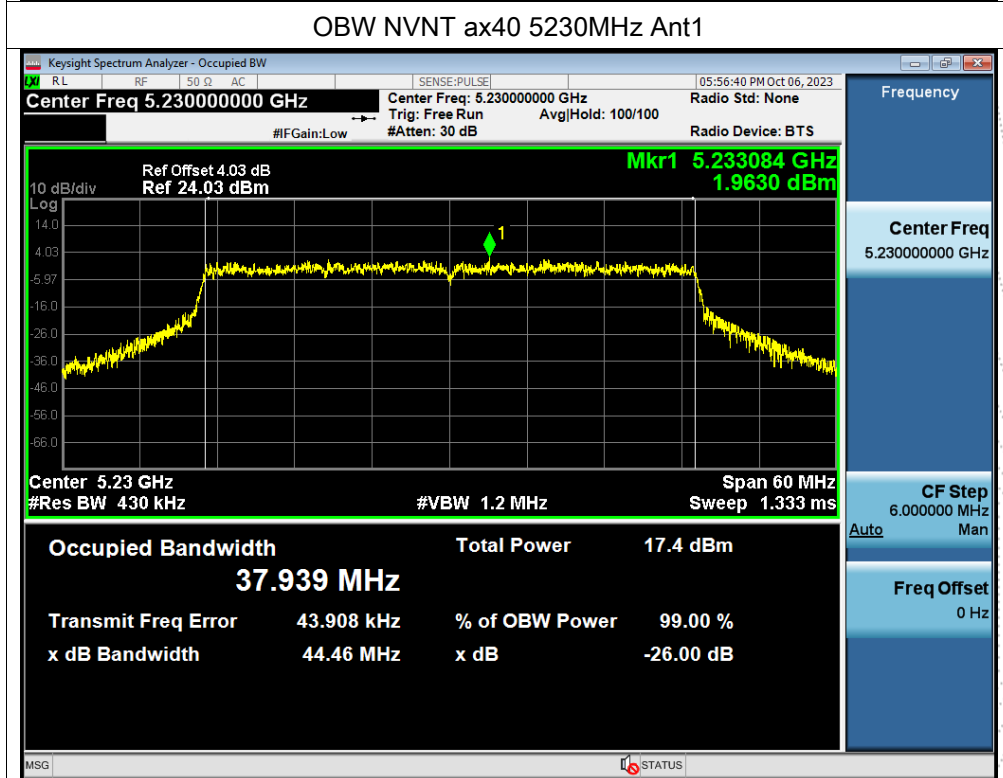 OBW NVNT ax40 5230MHz Ant1
Keysight Spectrum Analyzer - Occupied BW
LXI RL RF 50 Ω AC SENSE:PULSE 05:56:40 PM Oct 06, 2023
Center Freq 5.230000000 GHz Center Freq: 5.230000000 GHz Radio Std: None
Trig: Free Run Avg|Hold: 100/100
#IFGain:Low #Atten: 30 dB Radio Device: BTS
Frequency
Mkr1 5.233084 GHz
1.9630 dBm
Ref Offset 4.03 dB
10 dB/div Ref 24.03 dBm
Log
14.0
4.03
-5.97
-16.0
-26.0
-36.0
-46.0
-56.0
-66.0
1
Center 5.23 GHz Span 60 MHz
#Res BW 430 kHz #VBW 1.2 MHz Sweep 1.333 ms
Center Freq
5.230000000 GHz
CF Step
6.000000 MHz
Auto Man
Freq Offset
0 Hz
Occupied Bandwidth Total Power 17.4 dBm
37.939 MHz
Transmit Freq Error 43.908 kHz % of OBW Power 99.00 %
x dB Bandwidth 44.46 MHz x dB -26.00 dB
MSG STATUS